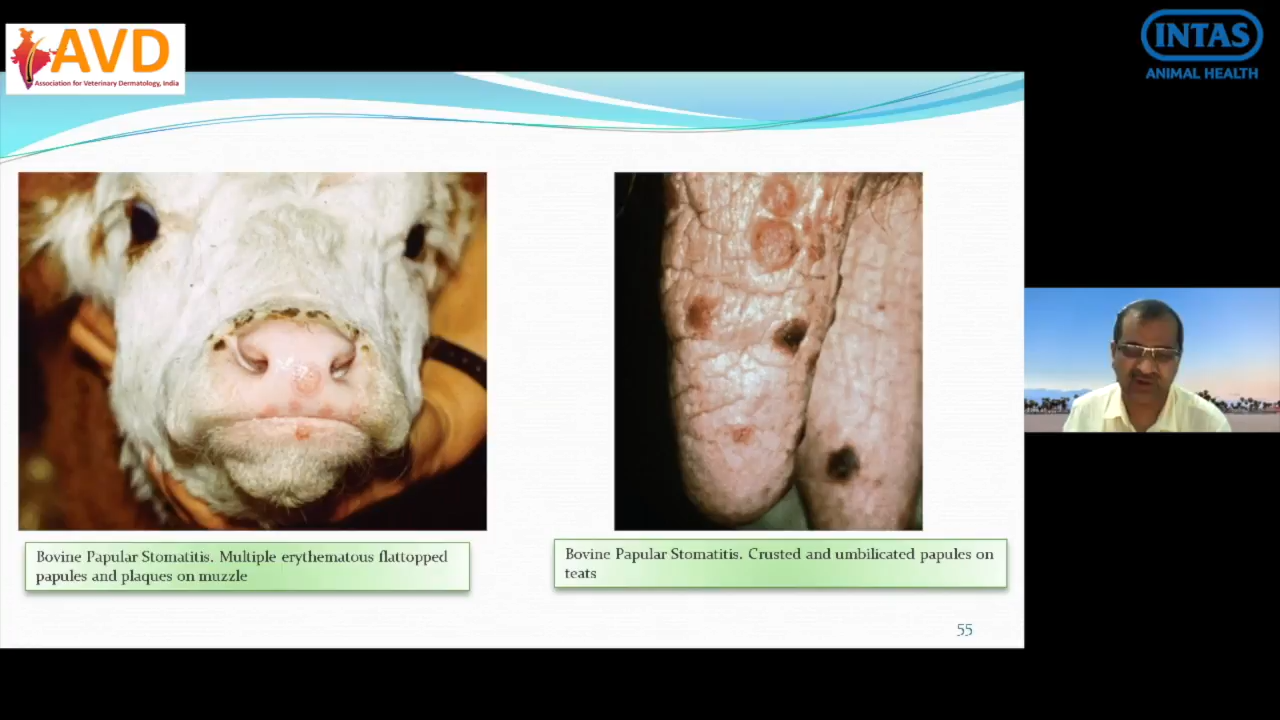 AVD
Association for Veterinary Dermatology, India
INTAS
ANIMAL HEALTH
Bovine Papular Stomatitis. Multiple erythematous flattopped
papules and plaques on muzzle
Bovine Papular Stomatitis. Crusted and umbilicated papules on
teats
55